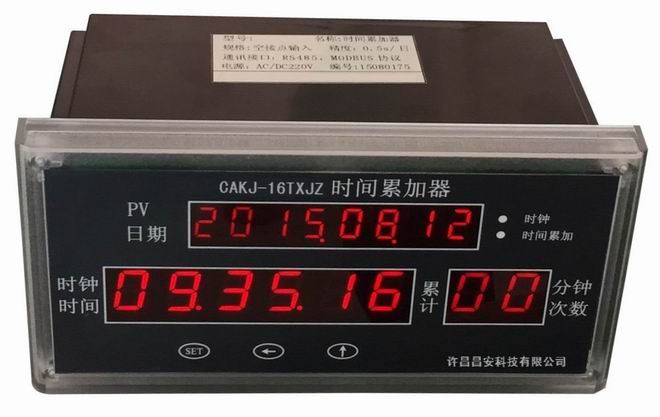 型号: 名称:时间累加器
规格:空接点输入 精度:0.5s/日
通讯接口:RS485,MODBUS 协议
电源:AC/DC220V 编号:15080175
CAKJ-16TXJZ 时间累加器
PV
日期
2015.08.12
时钟
时间累加
时钟
时间
09.35.16
累计
00
分钟
次数
SET
许昌昌安科技有限公司